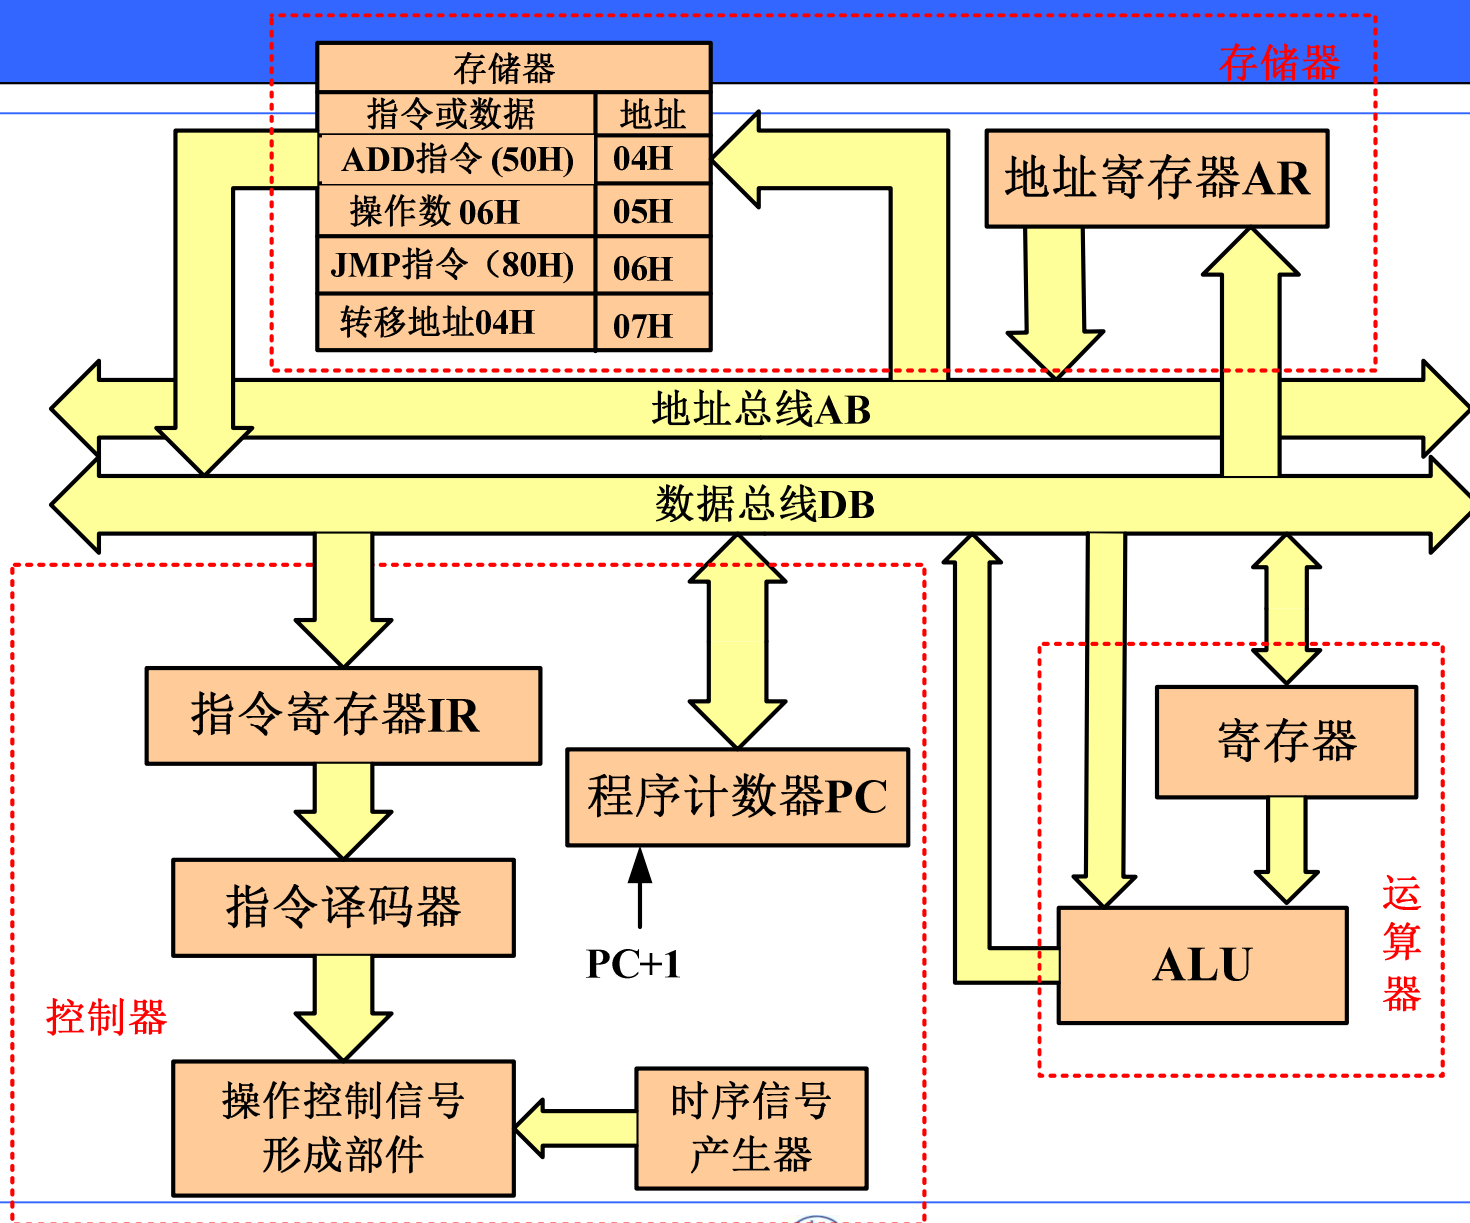 存储器
存储器
指令或数据 地址
ADD指令 (50H) 04H
操作数 06H 05H
JMP指令（80H) 06H
转移地址04H 07H
地址寄存器AR
地址总线AB
数据总线DB
指令寄存器IR
程序计数器PC
寄存器
指令译码器
PC+1
ALU
运
算
器
控制器
操作控制信号
形成部件
时序信号
产生器